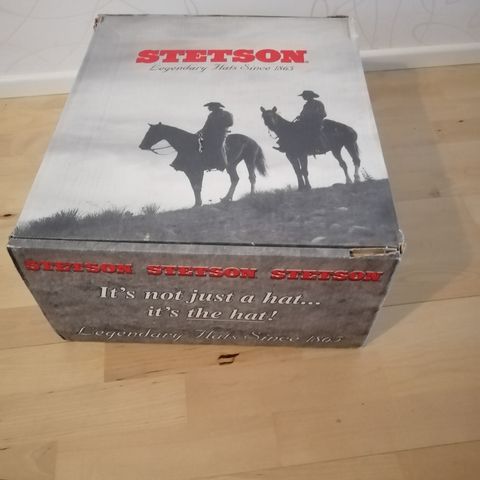 STETSON
Legendary Hats Since 1865
STETSON STETSON STETSON
It's not just a hat...
it's the hat!
Legendary Hats Since 1865